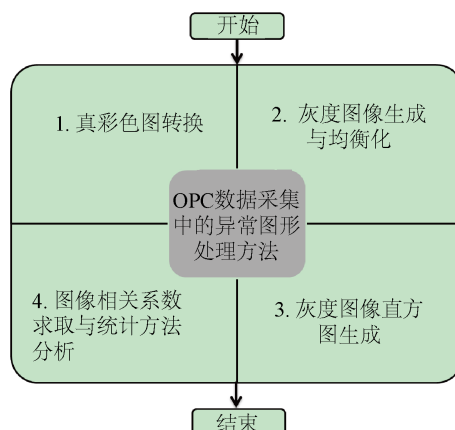 开始
1. 真彩色图转换
2. 灰度图像生成
与均衡化
OPC数据采集
中的异常图形
处理方法
4. 图像相关系数
求取与统计方法
分析
3. 灰度图像直方
图生成
结束